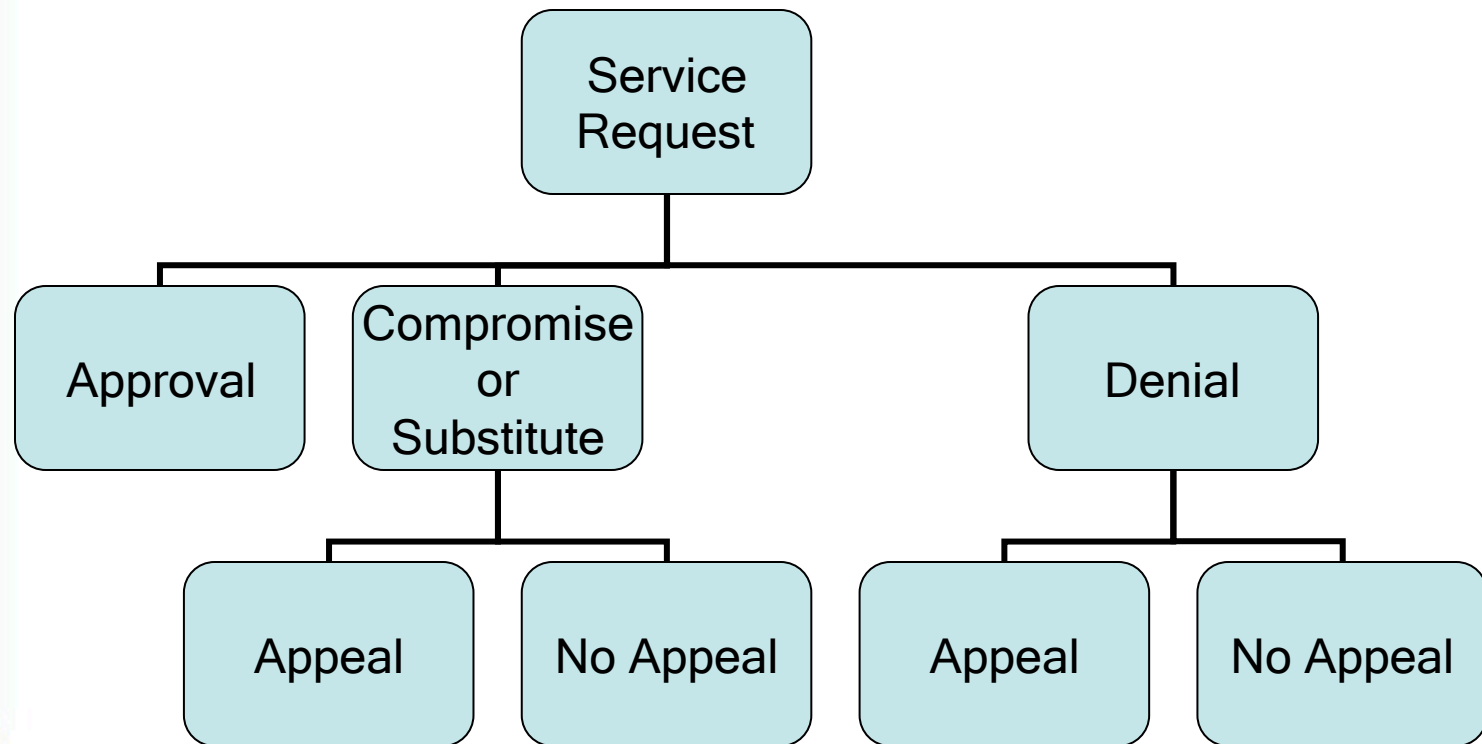 Service
Request
Approval
Compromise
or
Substitute
Denial
Appeal
No Appeal
Appeal
No Appeal